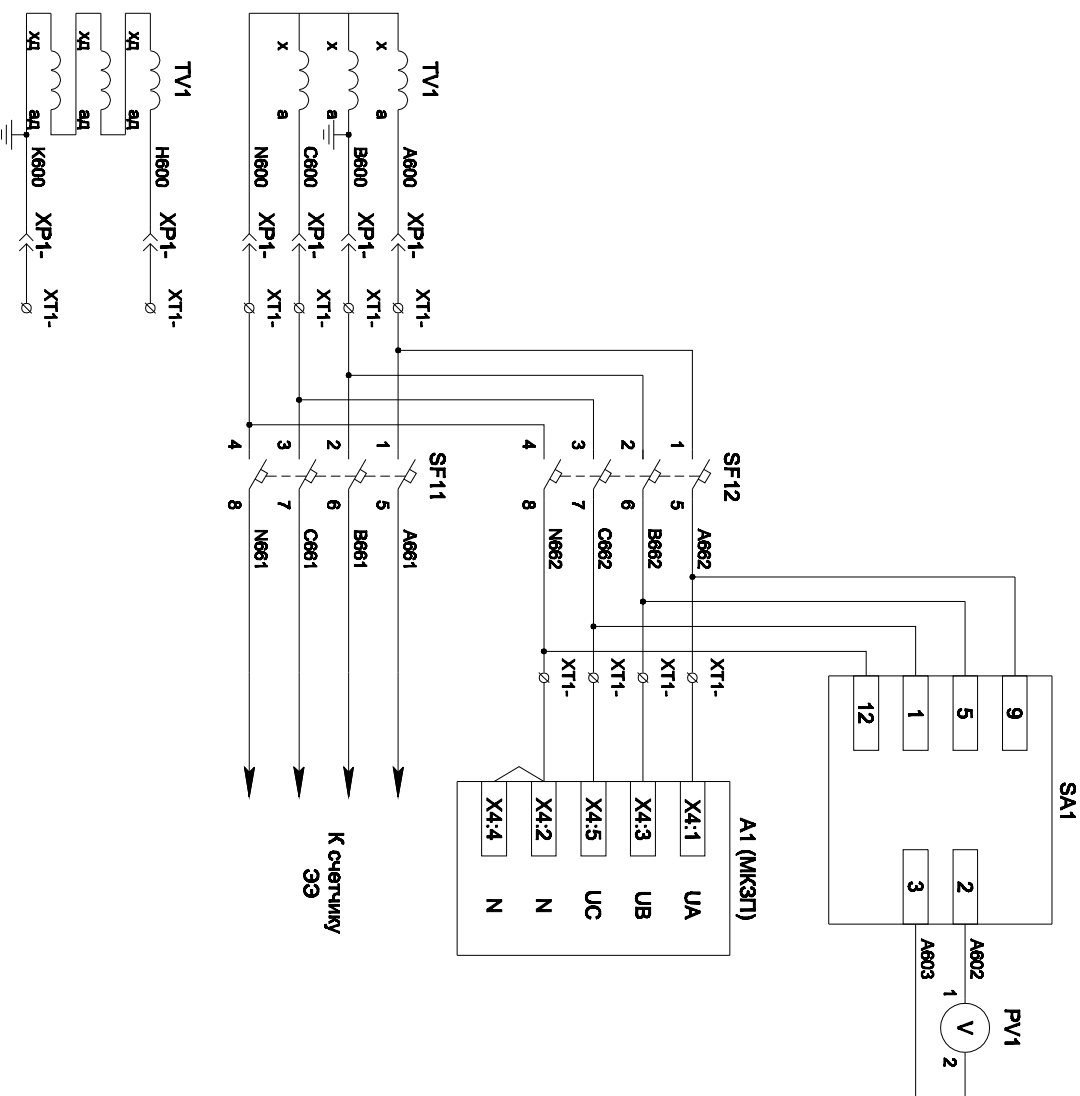 TV1
A600
B600
C600
N600
x
a
x
a
x
a
XP1-
XP1-
XP1-
XP1-
XT1-
XT1-
XT1-
XT1-
TV1
H600
K600
хд
ад
хд
ад
хд
ад
XP1-
XP1-
XT1-
XT1-
SF11
1
5
2
6
3
7
4
8
A661
B661
C661
N661
К счетчику
ЭЭ
SF12
1
5
2
6
3
7
4
8
A662
B662
C662
N662
XT1-
XT1-
XT1-
XT1-
A1 (МКЗП)
X4:1 UA
X4:3 UB
X4:5 UC
X4:2 N
X4:4 N
SA1
9
5
1
12
2
3
A602
A603
PV1
1
V
2